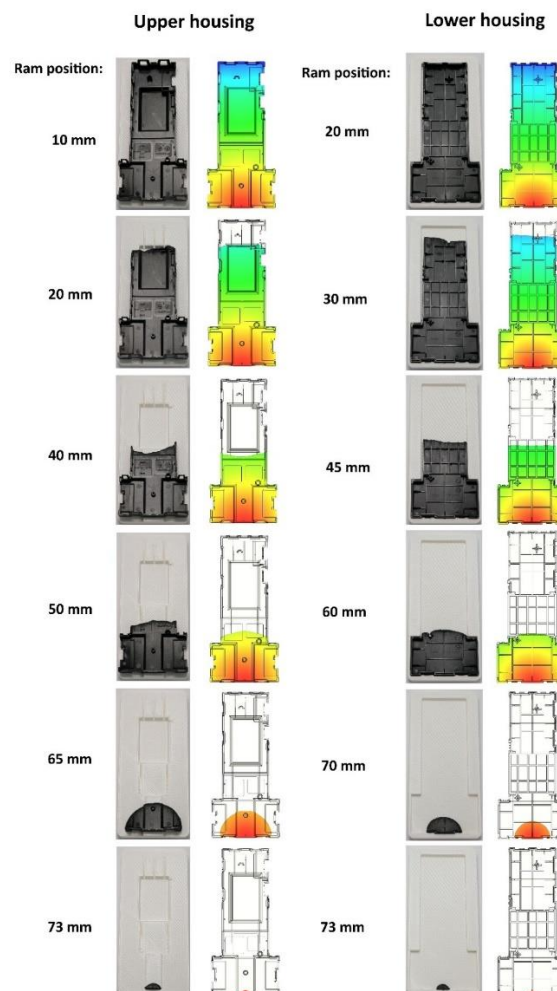 Upper housing Lower housing
Ram position: Ram position:
10 mm 20 mm
20 mm 30 mm
40 mm 45 mm
50 mm 60 mm
65 mm 70 mm
73 mm 73 mm